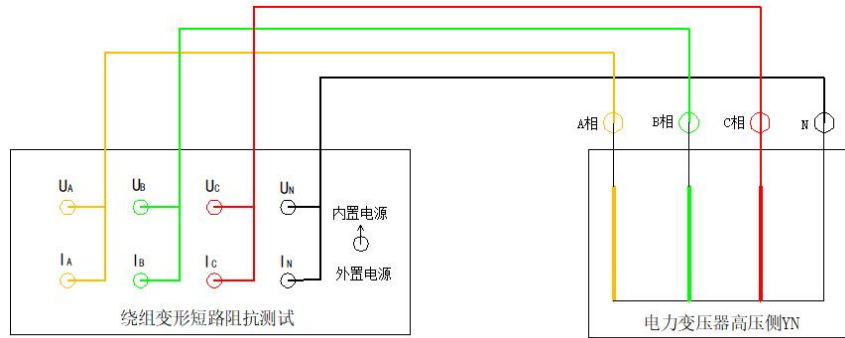 A相 B相 C相 N
UA UB UC UN
内置电源
IA IB IC IN
外置电源
绕组变形短路阻抗测试
电力变压器高压侧YN